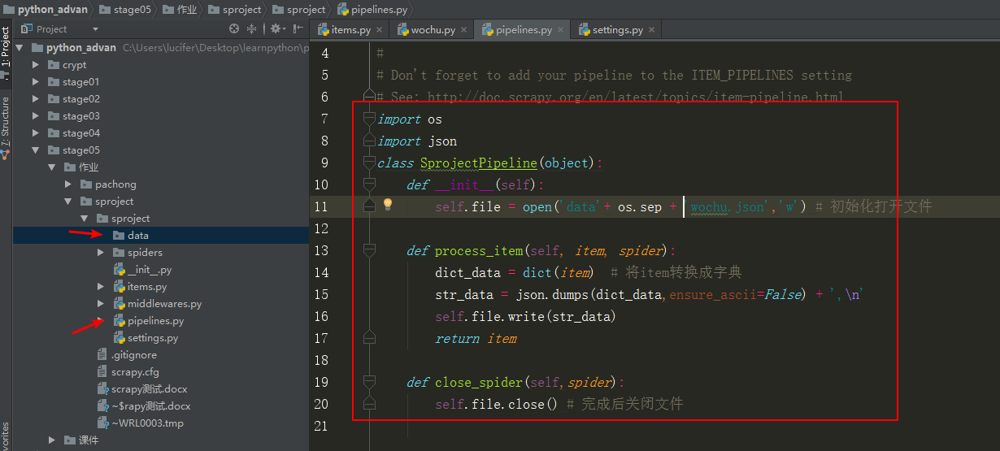 python_advan stage05 作业 sproject sproject pipelines.py
Project
items.py wochu.py pipelines.py settings.py
1: Project
7: Structure
python_advan C:\Users\lucifer\Desktop\learnpython\p
crypt
stage01
stage02
stage03
stage04
stage05
作业
pachong
sproject
sproject
data
spiders
__init__.py
items.py
middlewares.py
pipelines.py
settings.py
.gitignore
scrapy.cfg
scrapy测试.docx
~$rapy测试.docx
~WRL0003.tmp
课件
4 #
5 # Don't forget to add your pipeline to the ITEM_PIPELINES setting
6 # See: http://doc.scrapy.org/en/latest/topics/item-pipeline.html
7 import os
8 import json
9 class SprojectPipeline(object):
10 def __init__(self):
11 self.file = open('data'+ os.sep + 'wochu.json','w') # 初始化打开文件
12
13 def process_item(self, item, spider):
14 dict_data = dict(item) # 将item转换成字典
15 str_data = json.dumps(dict_data,ensure_ascii=False) + ',\n'
16 self.file.write(str_data)
17 return item
18
19 def close_spider(self,spider):
20 self.file.close() # 完成后关闭文件
21